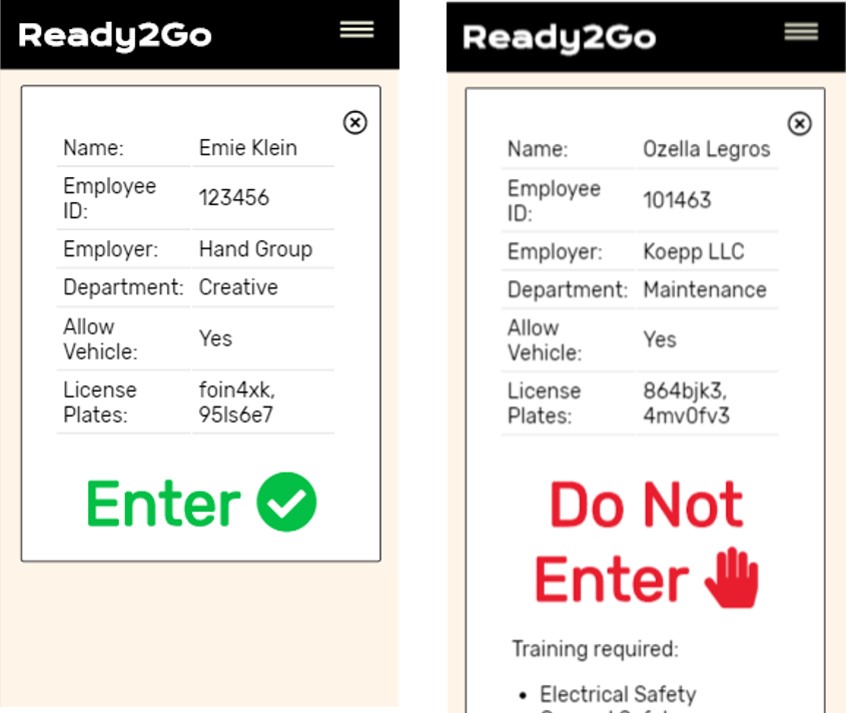 Ready2Go
Name: Emie Klein
Employee
ID: 123456
Employer: Hand Group
Department: Creative
Allow
Vehicle: Yes
License
Plates: foin4xk,
95ls6e7
Enter
Ready2Go
Name: Ozella Legros
Employee
ID: 101463
Employer: Koepp LLC
Department: Maintenance
Allow
Vehicle: Yes
License
Plates: 864bjk3,
4mv0fv3
Do Not
Enter
Training required:
• Electrical Safety